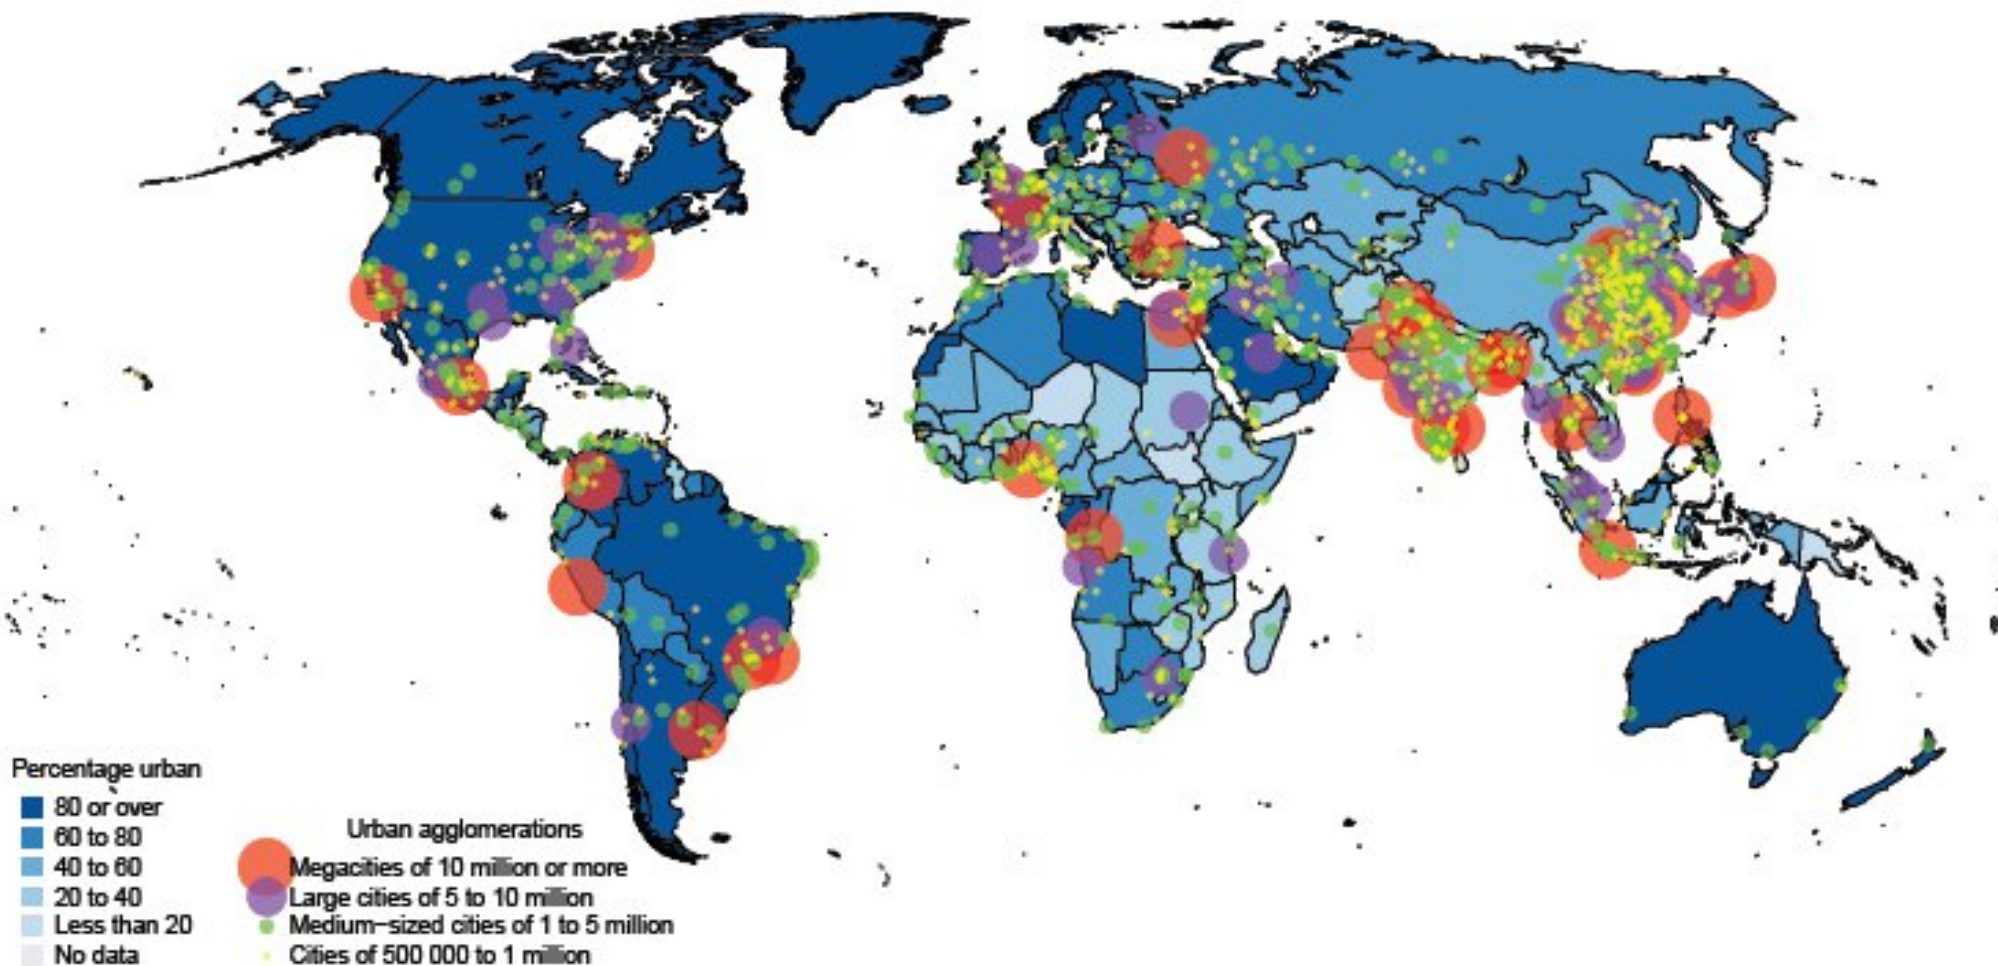 Percentage urban
80 or over
60 to 80
40 to 60
20 to 40
Less than 20
No data
Urban agglomerations
Megacities of 10 million or more
Large cities of 5 to 10 million
Medium-sized cities of 1 to 5 million
Cities of 500 000 to 1 million